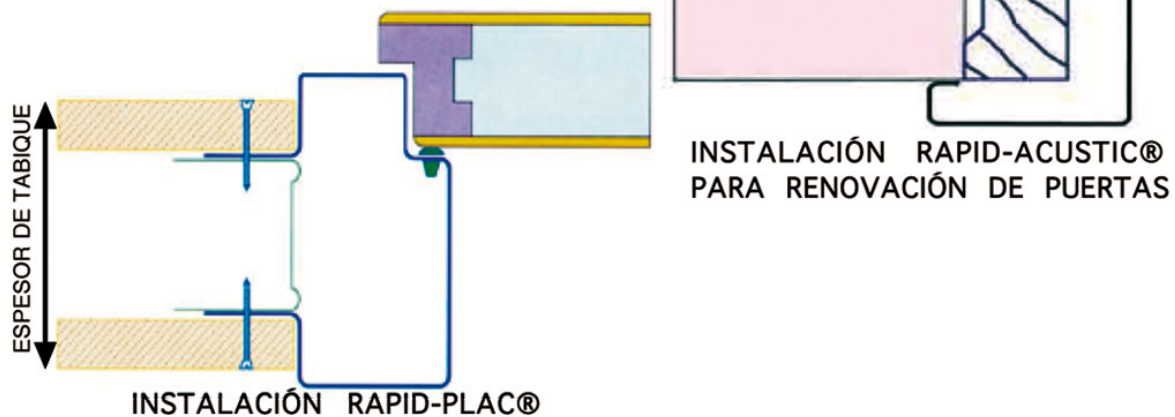 ESPESOR DE TABIQUE
INSTALACIÓN RAPID-PLAC®
INSTALACIÓN RAPID-ACUSTIC®
PARA RENOVACIÓN DE PUERTAS